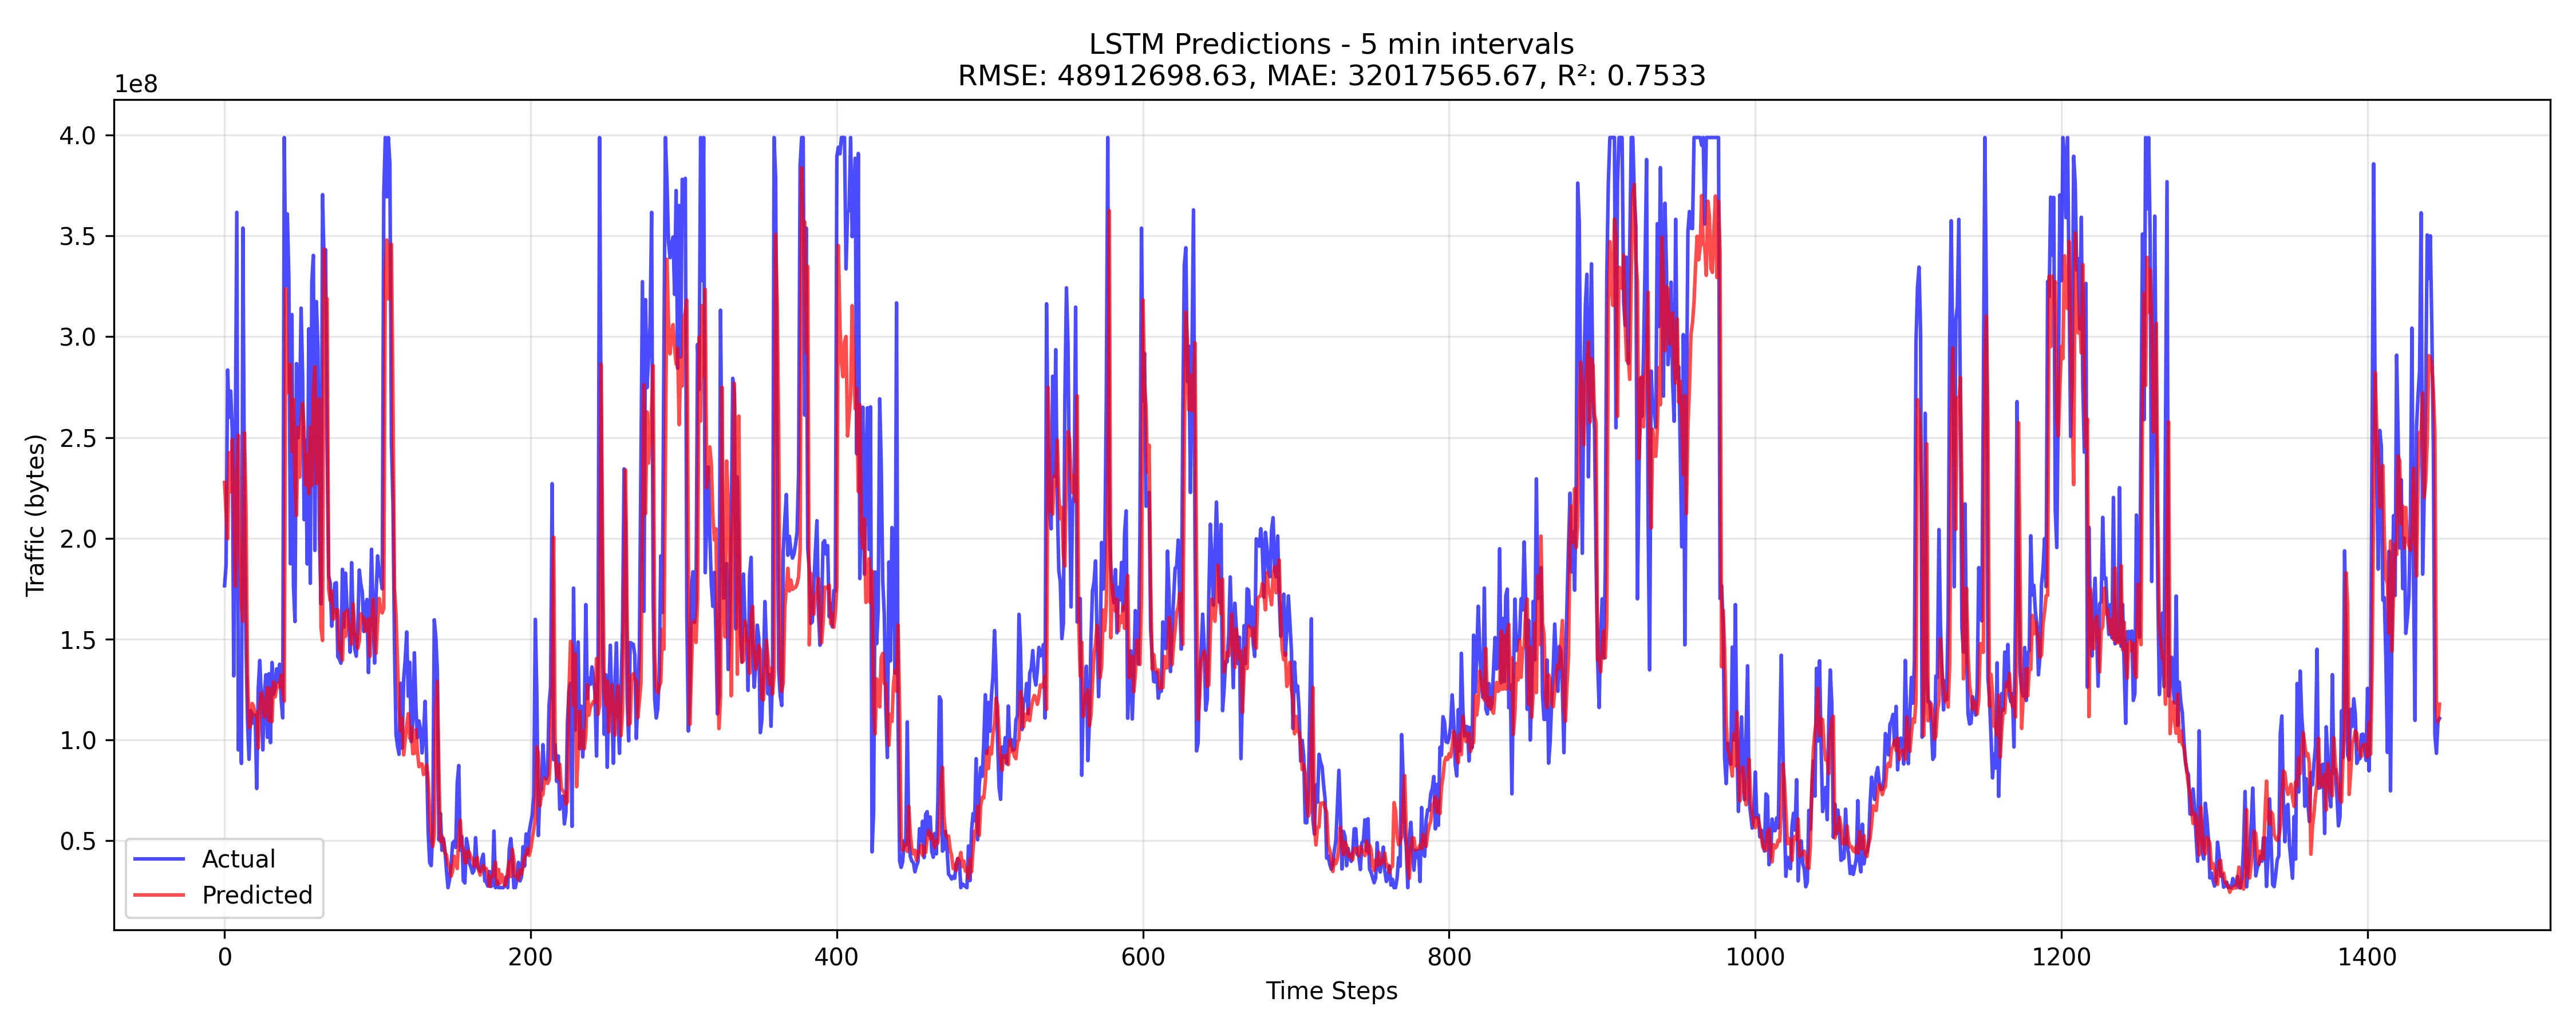 LSTM Predictions - 5 min intervals
RMSE: 48912698.63, MAE: 32017565.67, R²: 0.7533
1e8
4.0
3.5
3.0
2.5
2.0
1.5
1.0
0.5
Traffic (bytes)
Actual
Predicted
0 200 400 600 800 1000 1200 1400
Time Steps